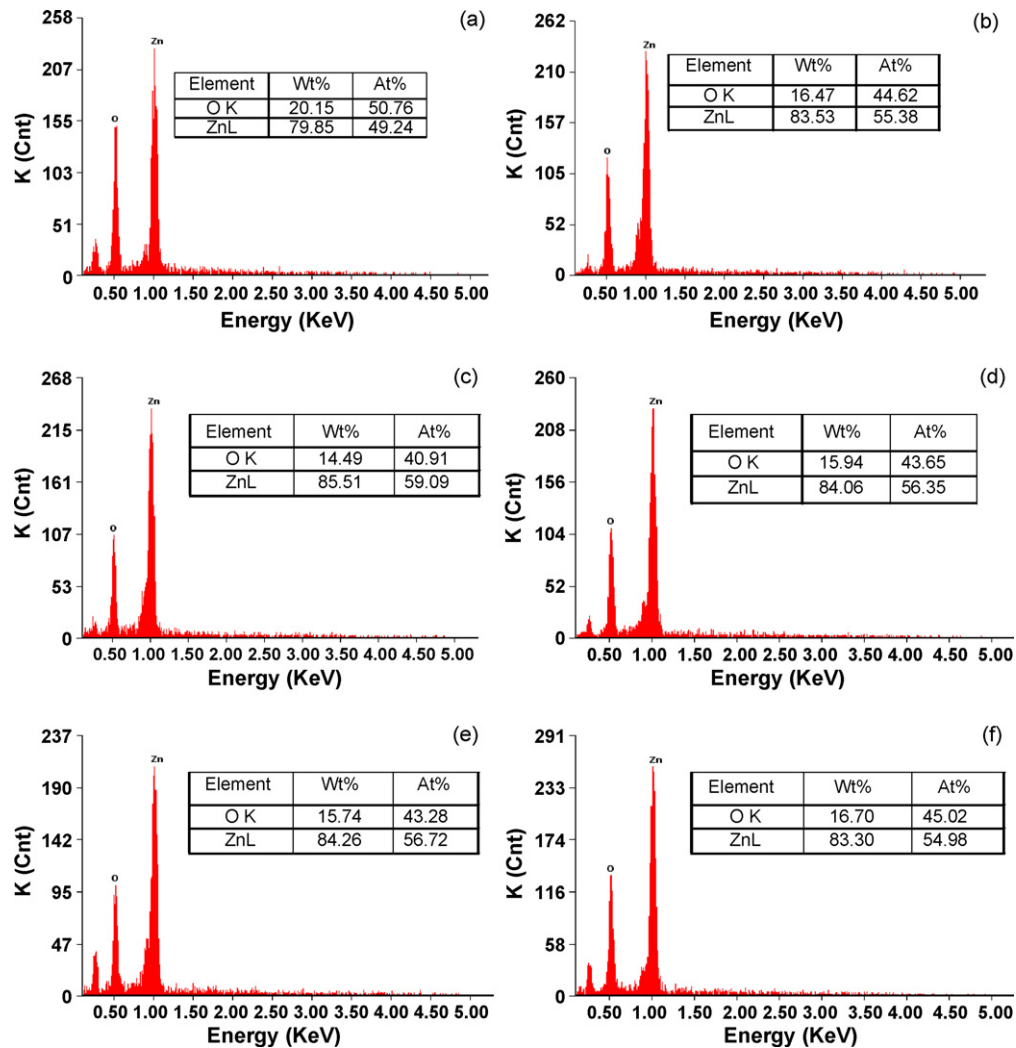 (a)
258
207
155
103
51
0
K (Cnt)
Zn
O
Element Wt% At%
O K 20.15 50.76
ZnL 79.85 49.24
0.50 1.00 1.50 2.00 2.50 3.00 3.50 4.00 4.50 5.00
Energy (KeV)
(b)
262
210
157
105
52
0
K (Cnt)
Zn
O
Element Wt% At%
O K 16.47 44.62
ZnL 83.53 55.38
0.50 1.00 1.50 2.00 2.50 3.00 3.50 4.00 4.50 5.00
Energy (KeV)
(c)
268
215
161
107
53
0
K (Cnt)
Zn
O
Element Wt% At%
O K 14.49 40.91
ZnL 85.51 59.09
0.50 1.00 1.50 2.00 2.50 3.00 3.50 4.00 4.50 5.00
Energy (KeV)
(d)
260
208
156
104
52
0
K (Cnt)
Zn
O
Element Wt% At%
O K 15.94 43.65
ZnL 84.06 56.35
0.50 1.00 1.50 2.00 2.50 3.00 3.50 4.00 4.50 5.00
Energy (KeV)
(e)
237
190
142
95
47
0
K (Cnt)
Zn
O
Element Wt% At%
O K 15.74 43.28
ZnL 84.26 56.72
0.50 1.00 1.50 2.00 2.50 3.00 3.50 4.00 4.50 5.00
Energy (KeV)
(f)
291
233
174
116
58
0
K (Cnt)
Zn
O
Element Wt% At%
O K 16.70 45.02
ZnL 83.30 54.98
0.50 1.00 1.50 2.00 2.50 3.00 3.50 4.00 4.50 5.00
Energy (KeV)